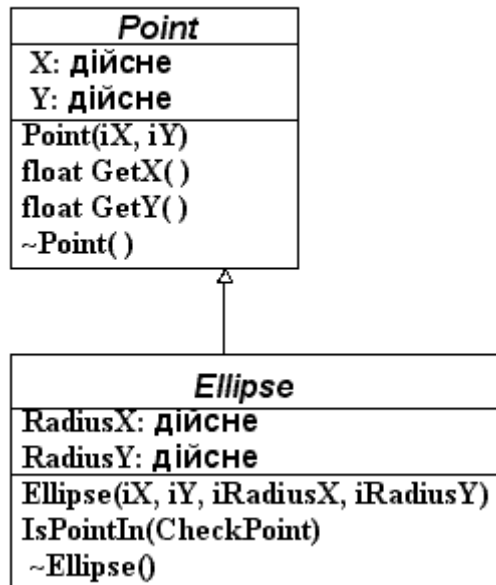 Point
X: дійсне
Y: дійсне
Point(iX, iY)
float GetX( )
float GetY( )
~Point( )
Ellipse
RadiusX: дійсне
RadiusY: дійсне
Ellipse(iX, iY, iRadiusX, iRadiusY)
IsPointIn(CheckPoint)
~Ellipse()